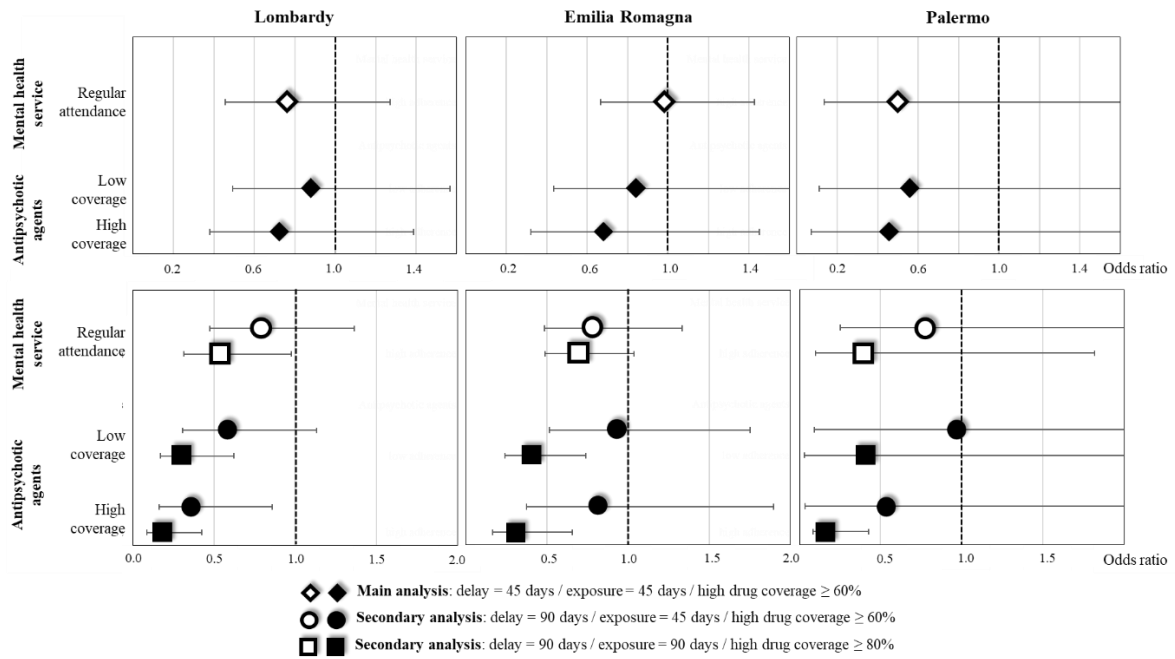 Lombardy Emilia Romagna Palermo
Mental health
service
Regular
attendance
Antipsychotic
agents
Low
coverage
High
coverage
0.2 0.6 1.0 1.4 0.2 0.6 1.0 1.4 0.2 0.6 1.0 1.4 Odds ratio
Mental health
service
Regular
attendance
Antipsychotic
agents
Low
coverage
High
coverage
0.0 0.5 1.0 1.5 2.0 0.5 1.0 1.5 2.0 0.5 1.0 1.5 Odds ratio
Main analysis: delay = 45 days / exposure = 45 days / high drug coverage ≥ 60%
Secondary analysis: delay = 90 days / exposure = 45 days / high drug coverage ≥ 60%
Secondary analysis: delay = 90 days / exposure = 90 days / high drug coverage ≥ 80%